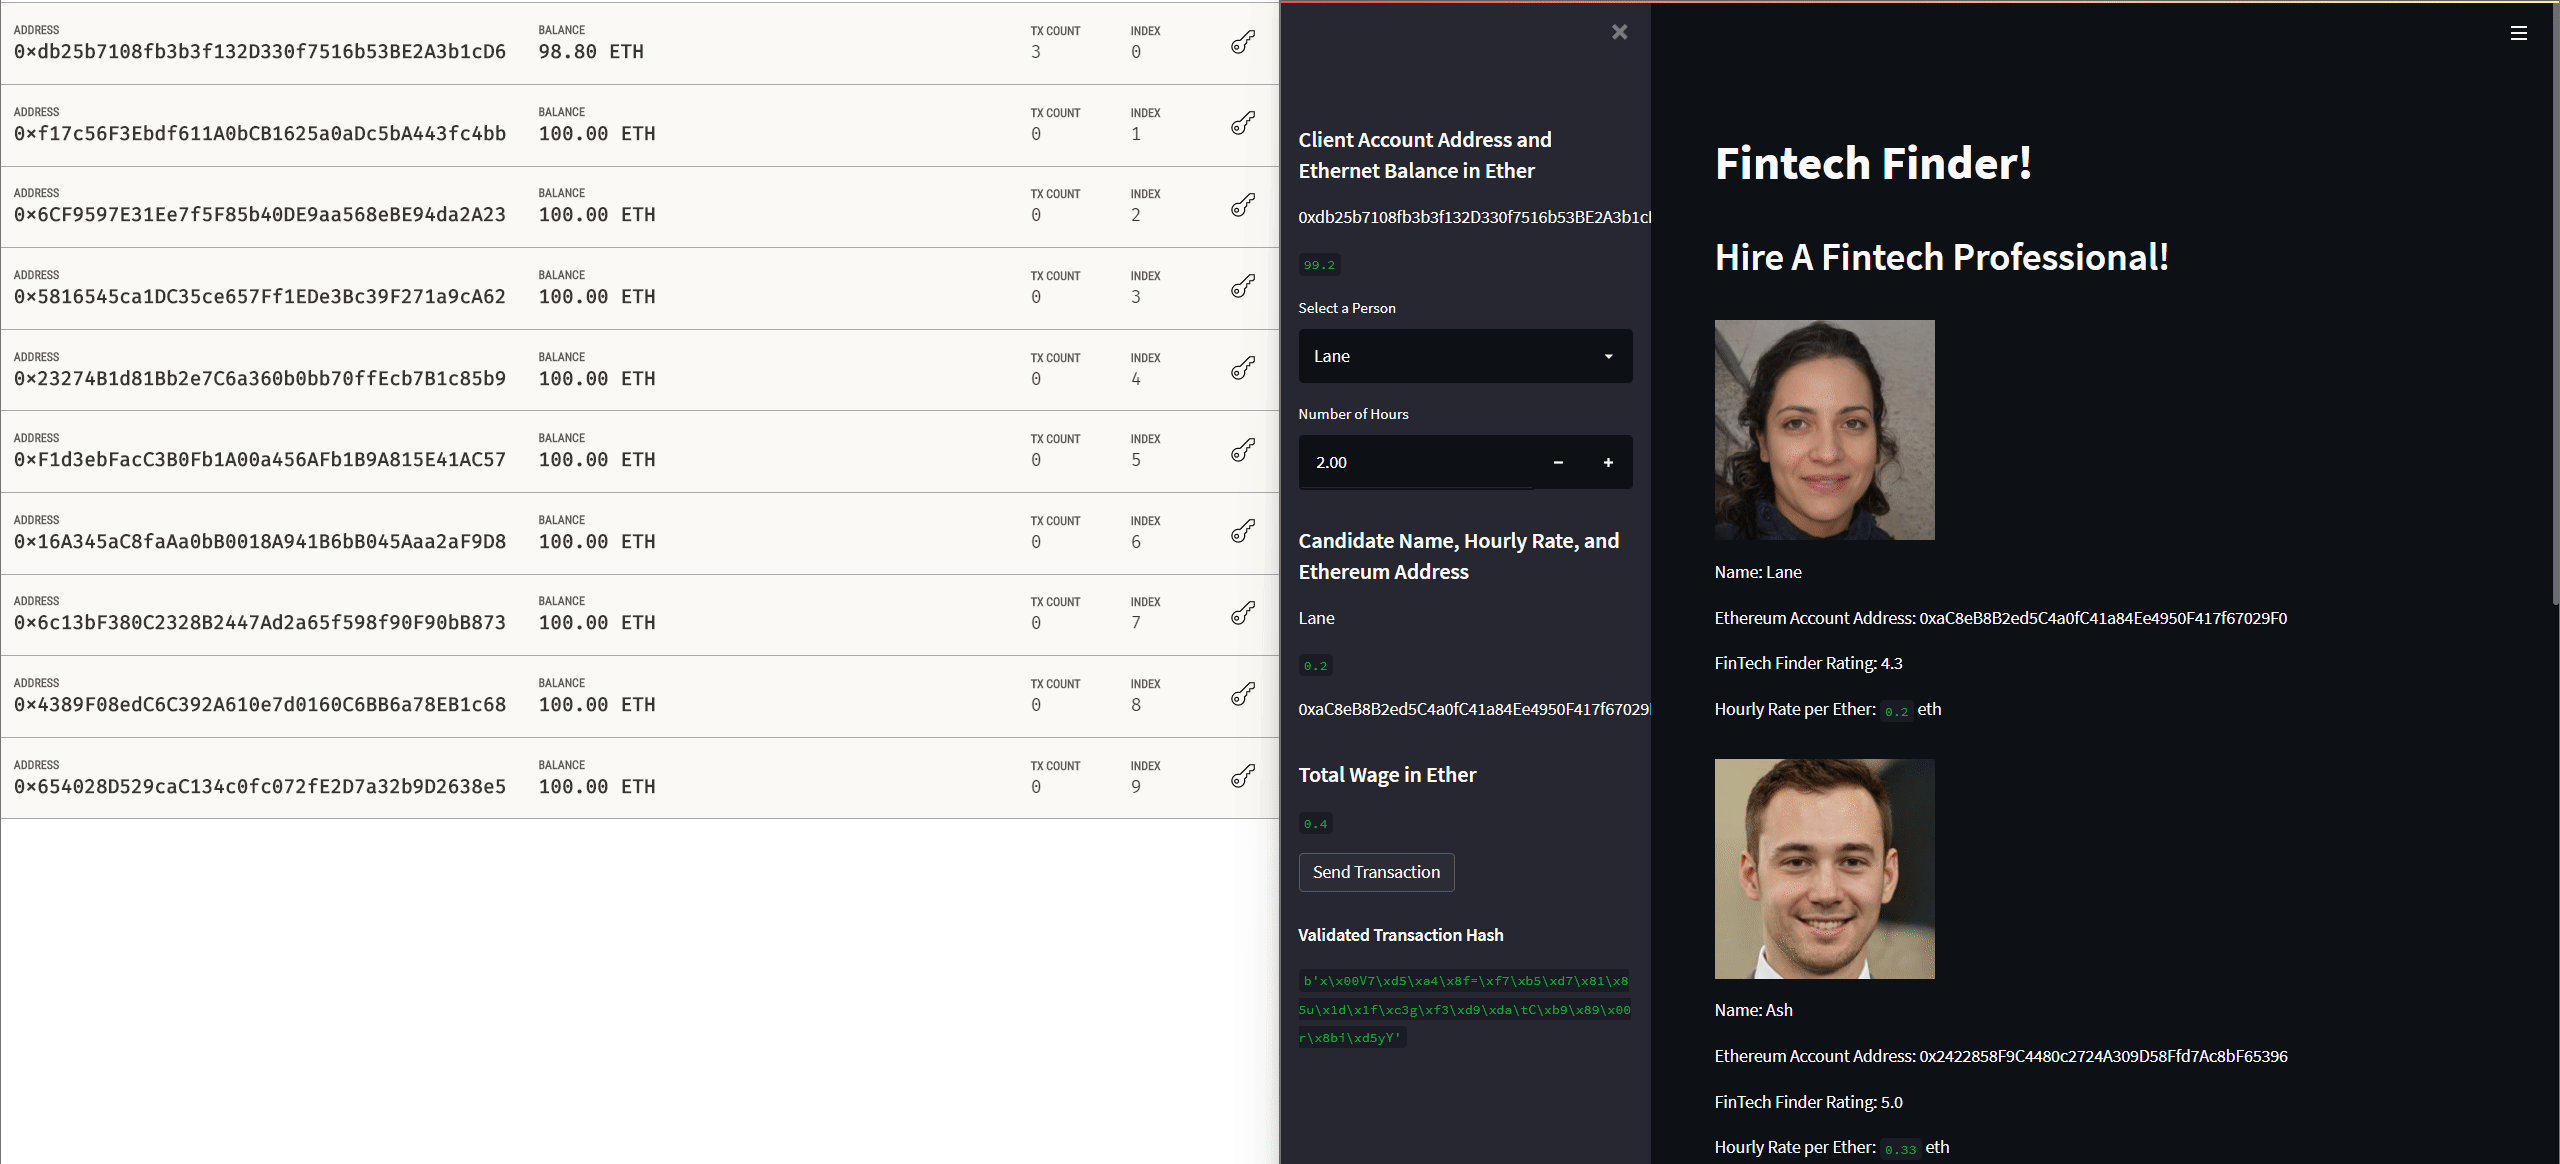 ADDRESS BALANCE TX COUNT INDEX
0×db25b7108fb3b3f132D330f7516b53BE2A3b1cD6 98.80 ETH 3 0
ADDRESS BALANCE TX COUNT INDEX
0×f17c56F3Ebdf611A0bCB1625a0aDc5bA443fc4bb 100.00 ETH 0 1
ADDRESS BALANCE TX COUNT INDEX
0×6CF9597E31Ee7f5F85b40DE9aa568eBE94da2A23 100.00 ETH 0 2
ADDRESS BALANCE TX COUNT INDEX
0×5816545ca1DC35ce657Ff1EDe3Bc39F271a9cA62 100.00 ETH 0 3
ADDRESS BALANCE TX COUNT INDEX
0×23274B1d81Bb2e7C6a360b0bb70ffEcb7B1c85b9 100.00 ETH 0 4
ADDRESS BALANCE TX COUNT INDEX
0×F1d3ebFacC3B0Fb1A00a456AFb1B9A815E41AC57 100.00 ETH 0 5
ADDRESS BALANCE TX COUNT INDEX
0×16A345aC8faAa0bB0018A941B6bB045Aaa2aF9D8 100.00 ETH 0 6
ADDRESS BALANCE TX COUNT INDEX
0×6c13bF380C2328B2447Ad2a65f598f90F90bB873 100.00 ETH 0 7
ADDRESS BALANCE TX COUNT INDEX
0×4389F08edC6C392A610e7d0160C6BB6a78EB1c68 100.00 ETH 0 8
ADDRESS BALANCE TX COUNT INDEX
0×654028D529caC134c0fc072fE2D7a32b9D2638e5 100.00 ETH 0 9
Client Account Address and
Ethernet Balance in Ether
0xdb25b7108fb3b3f132D330f7516b53BE2A3b1c
99.2
Select a Person
Lane
Number of Hours
2.00
Candidate Name, Hourly Rate, and
Ethereum Address
Lane
0.2
0xaC8eB8B2ed5C4a0fC41a84Ee4950F417f67029
Total Wage in Ether
0.4
Send Transaction
Validated Transaction Hash
b'x\x00V7\xd5\xa4\x8f=\xf7\xb5\xd7\x81\x8
5u\x1d\x1f\xc3g\xf3\xd9\xda\tC\xb9\x89\x00
r\x8bi\xd5yY'
Fintech Finder!
Hire A Fintech Professional!
Name: Lane
Ethereum Account Address: 0xaC8eB8B2ed5C4a0fC41a84Ee4950F417f67029F0
FinTech Finder Rating: 4.3
Hourly Rate per Ether: 0.2 eth
Name: Ash
Ethereum Account Address: 0x2422858F9C4480c2724A309D58Ffd7Ac8bF65396
FinTech Finder Rating: 5.0
Hourly Rate per Ether: 0.33 eth